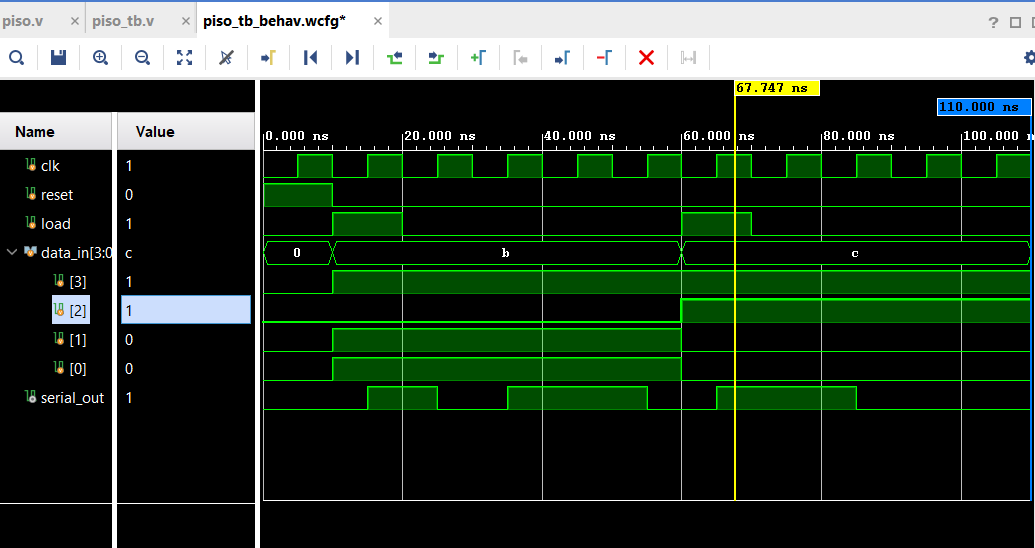 piso.v × piso_tb.v × piso_tb_behav.wcfg* ×
?
67.747 ns
110.000 ns
Name Value
0.000 ns 20.000 ns 40.000 ns 60.000 ns 80.000 ns 100.000 n
clk 1
reset 0
load 1
data_in[3:0 c 0 b c
[3] 1
[2] 1
[1] 0
[0] 0
serial_out 1